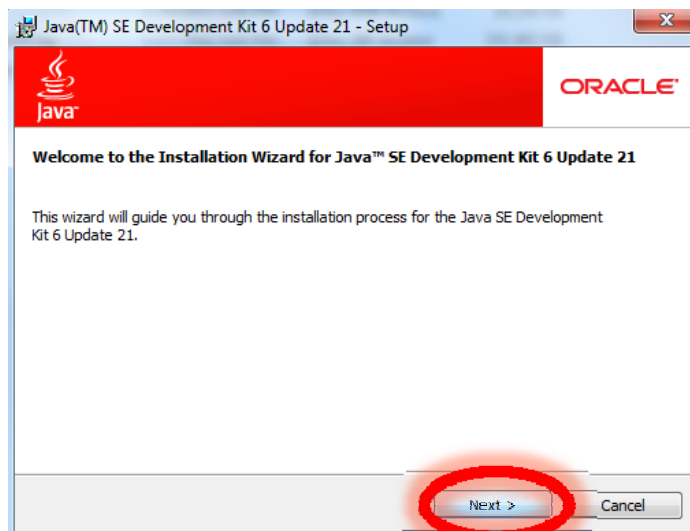 Java(TM) SE Development Kit 6 Update 21 - Setup
Java™
ORACLE®
Welcome to the Installation Wizard for Java™ SE Development Kit 6 Update 21
This wizard will guide you through the installation process for the Java SE Development
Kit 6 Update 21.
Next >
Cancel